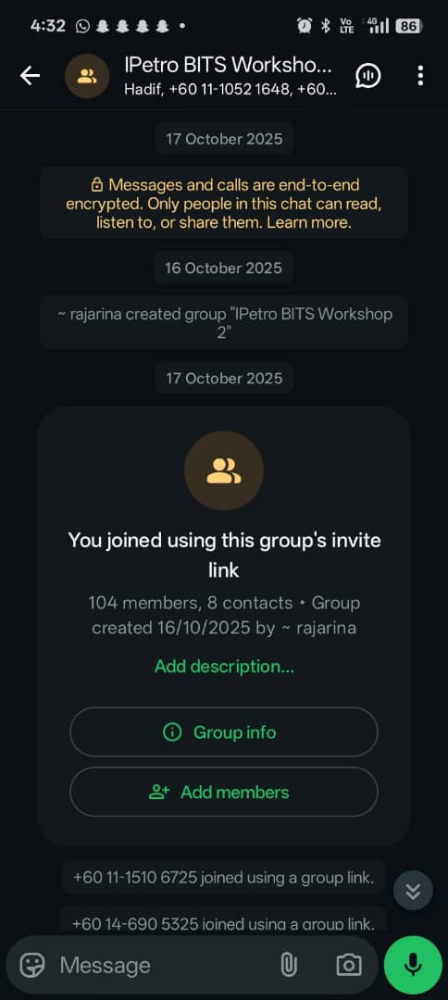 4:32
Vo
LTE
4G
86
IPetro BITS Worksho...
Hadif, +60 11-1052 1648, +60...
17 October 2025
Messages and calls are end-to-end
encrypted. Only people in this chat can read,
listen to, or share them. Learn more.
16 October 2025
~ rajarina created group "IPetro BITS Workshop
2"
17 October 2025
You joined using this group's invite
link
104 members, 8 contacts • Group
created 16/10/2025 by ~ rajarina
Add description...
Group info
Add members
+60 11-1510 6725 joined using a group link.
+60 14-690 5325 joined using a group link.
Message